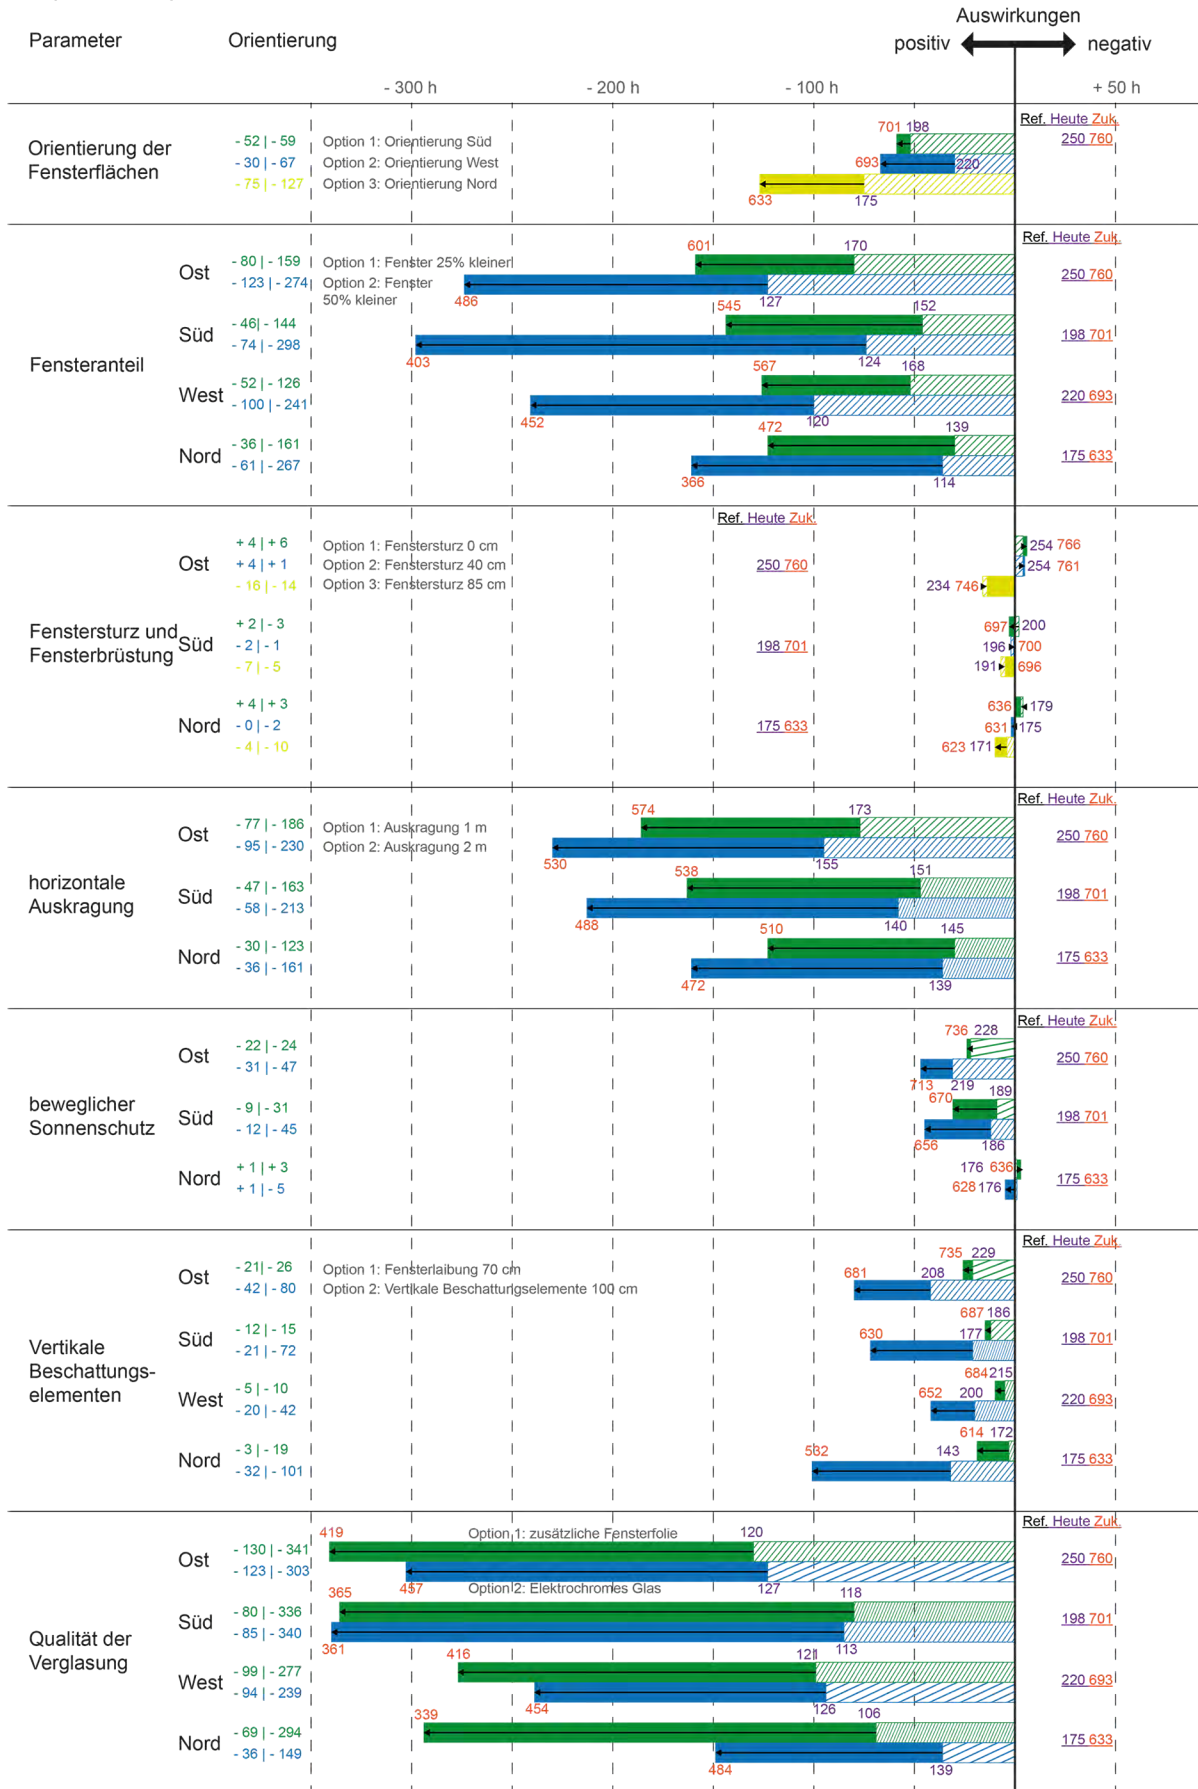 Auswirkungen
Parameter Orientierung positiv negativ
- 300 h - 200 h - 100 h + 50 h
Ref. Heute Zuk.
Orientierung der
Fensterflächen
- 52 | - 59 Option 1: Orientierung Süd 701 198 250 760
- 30 | - 67 Option 2: Orientierung West 693 220
- 75 | - 127 Option 3: Orientierung Nord
633 175
Ref. Heute Zuk.
Fensteranteil
601 170
Ost - 80 | - 159 Option 1: Fenster 25% kleiner 250 760
- 123 | - 274 Option 2: Fenster
50% kleiner 486 127
545 152
Süd - 46| - 144 198 701
- 74 | - 298
403 124
567 168
West - 52 | - 126 220 693
- 100 | - 241
452 120
472 139
Nord - 36 | - 161 175 633
- 61 | - 267
366 114
Ref. Heute Zuk.
Fenstersturz und
Fensterbrüstung
Ost + 4 | + 6 Option 1: Fenstersturz 0 cm 254 766
+ 4 | + 1 Option 2: Fenstersturz 40 cm 250 760 254 761
- 16 | - 14 Option 3: Fenstersturz 85 cm 234 746
Süd + 2 | - 3 697 200
- 2 | - 1 198 701 196 700
- 7 | - 5 191 696
Nord + 4 | + 3 636 179
- 0 | - 2 175 633 631 175
- 4 | - 10 623 171
Ref. Heute Zuk.
horizontale
Auskragung
574 173
Ost - 77 | - 186 Option 1: Auskragung 1 m 250 760
- 95 | - 230 Option 2: Auskragung 2 m
530 155
538 151
Süd - 47 | - 163 198 701
- 58 | - 213
488 140
510 145
Nord - 30 | - 123 175 633
- 36 | - 161
472 139
Ref. Heute Zuk.
beweglicher
Sonnenschutz
736 228
Ost - 22 | - 24 250 760
- 31 | - 47
713 219
670 189
Süd - 9 | - 31 198 701
- 12 | - 45
656 186
Nord + 1 | + 3 176 636 175 633
+ 1 | - 5 628 176
Ref. Heute Zuk.
Vertikale
Beschattungs-
elementen
735 229
Ost - 21| - 26 Option 1: Fensterlaibung 70 cm 250 760
- 42 | - 80 Option 2: Vertikale Beschattungselemente 100 cm
681 208
687 186
Süd - 12 | - 15 198 701
- 21 | - 72 630 177
684 215
West - 5 | - 10 220 693
- 20 | - 42 652 200
614 172
Nord - 3 | - 19 175 633
- 32 | - 101 532 143
Ref. Heute Zuk.
Qualität der
Verglasung
419 Option 1: zusätzliche Fensterfolie 120
Ost - 130 | - 341 250 760
- 123 | - 303
457 Option 2: Elektrochromes Glas 127
365 118
Süd - 80 | - 336 198 701
- 85 | - 340
361 113
416 121
West - 99 | - 277 220 693
- 94 | - 239
454 126
339 106
Nord - 69 | - 294 175 633
- 36 | - 149
484 139